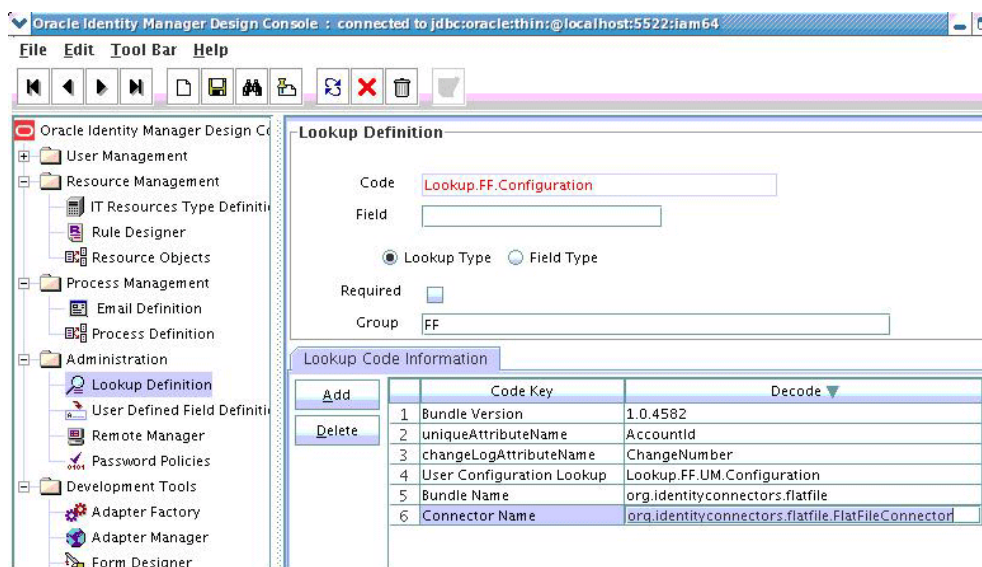 Oracle Identity Manager Design Console : connected to jdbc:oracle:thin:@localhost:5522:iam64
File Edit Tool Bar Help
Oracle Identity Manager Design Co
User Management
Resource Management
IT Resources Type Definitio
Rule Designer
Resource Objects
Process Management
Email Definition
Process Definition
Administration
Lookup Definition
User Defined Field Definitio
Remote Manager
Password Policies
Development Tools
Adapter Factory
Adapter Manager
Form Designer
Lookup Definition
Code Lookup.FF.Configuration
Field
Lookup Type Field Type
Required
Group FF
Lookup Code Information
Add
Delete
Code Key Decode
1 Bundle Version 1.0.4582
2 uniqueAttributeName AccountId
3 changeLogAttributeName ChangeNumber
4 User Configuration Lookup Lookup.FF.UM.Configuration
5 Bundle Name org.identityconnectors.flatfile
6 Connector Name org.identityconnectors.flatfile.FlatFileConnector